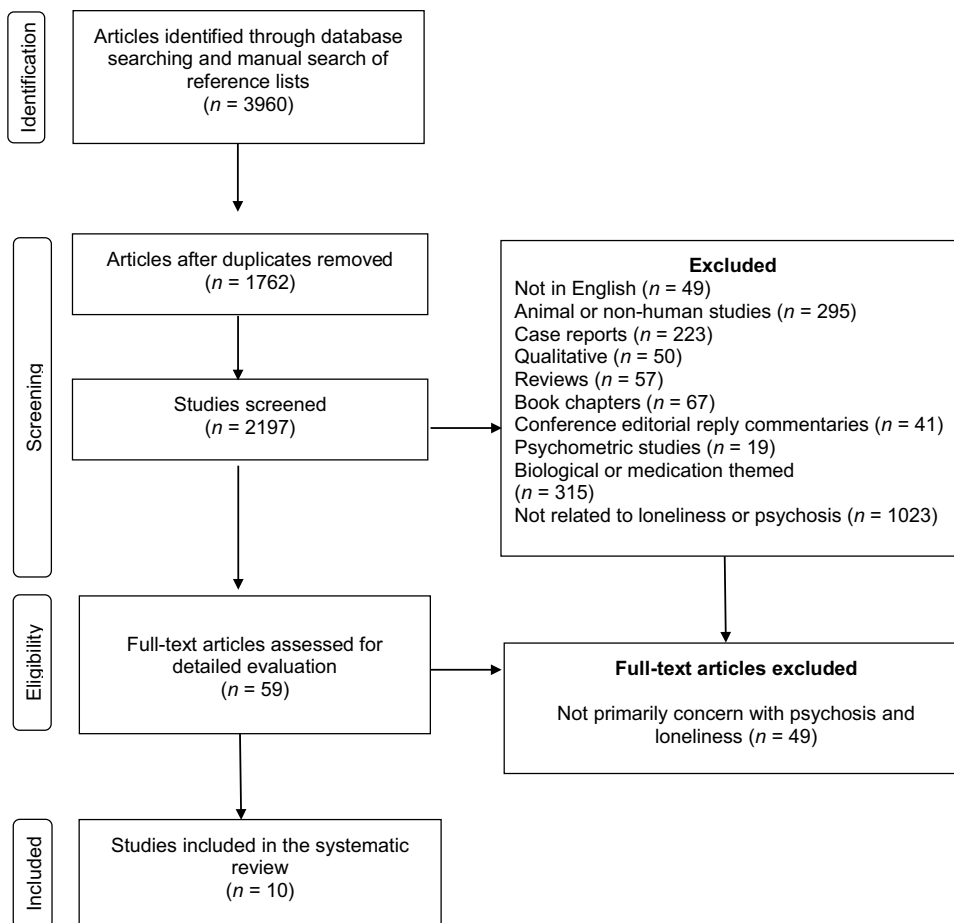 Identification
Articles identified through database
searching and manual search of
reference lists
(n = 3960)
Screening
Articles after duplicates removed
(n = 1762)
Studies screened
(n = 2197)
Excluded
Not in English (n = 49)
Animal or non-human studies (n = 295)
Case reports (n = 223)
Qualitative (n = 50)
Reviews (n = 57)
Book chapters (n = 67)
Conference editorial reply commentaries (n = 41)
Psychometric studies (n = 19)
Biological or medication themed
(n = 315)
Not related to loneliness or psychosis (n = 1023)
Eligibility
Full-text articles assessed for
detailed evaluation
(n = 59)
Full-text articles excluded
Not primarily concern with psychosis and
loneliness (n = 49)
Included
Studies included in the systematic
review
(n = 10)